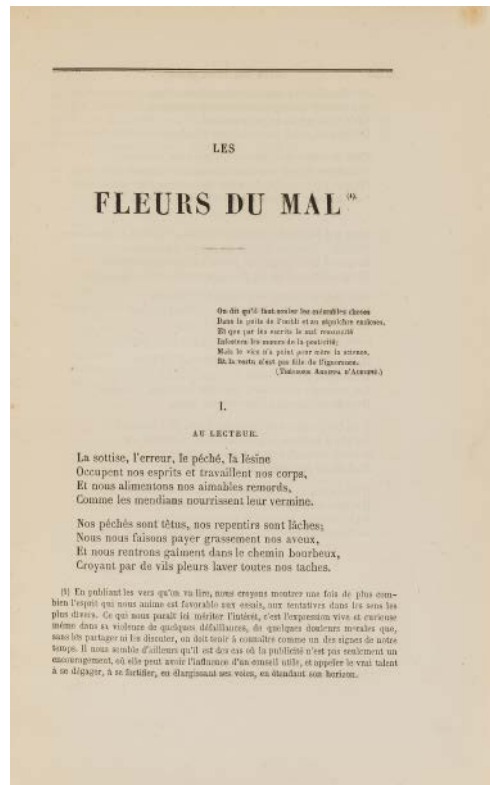 LES
FLEURS DU MAL (1).
On dit qu'il faut couler les exécrables choses
Dans le puits de l'oubli et au sépulchre encloses,
Et que par les escrits le mal resuscité
Infectera les mœurs de la postérité;
Mais le vice n'a point pour mère la science,
Et la vertu n'est pas fille de l'ignorance.
(THÉODORE AGRIPPA D'AUBIGNÉ.)
I.
AU LECTEUR.
La sottise, l'erreur, le péché, la lésine
Occupent nos esprits et travaillent nos corps,
Et nous alimentons nos aimables remords,
Comme les mendians nourrissent leur vermine.
Nos péchés sont têtus, nos repentirs sont lâches;
Nous nous faisons payer grassement nos aveux,
Et nous rentrons gaîment dans le chemin bourbeux,
Croyant par de vils pleurs laver toutes nos taches.
(1) En publiant les vers qu'on va lire, nous croyons montrer une fois de plus com-
bien l'esprit qui nous anime est favorable aux essais, aux tentatives dans les sens les
plus divers. Ce qui nous paraît ici mériter l'intérêt, c'est l'expression vive et curieuse
même dans sa violence de quelques défaillances, de quelques douleurs morales que,
sans les partager ni les discuter, on doit tenir à connaître comme un des signes de notre
temps. Il nous semble d'ailleurs qu'il est des cas où la publicité n'est pas seulement un
encouragement, où elle peut avoir l'influence d'un conseil utile, et appeler le vrai talent
à se dégager, à se fortifier, en élargissant ses voies, en étendant son horizon.